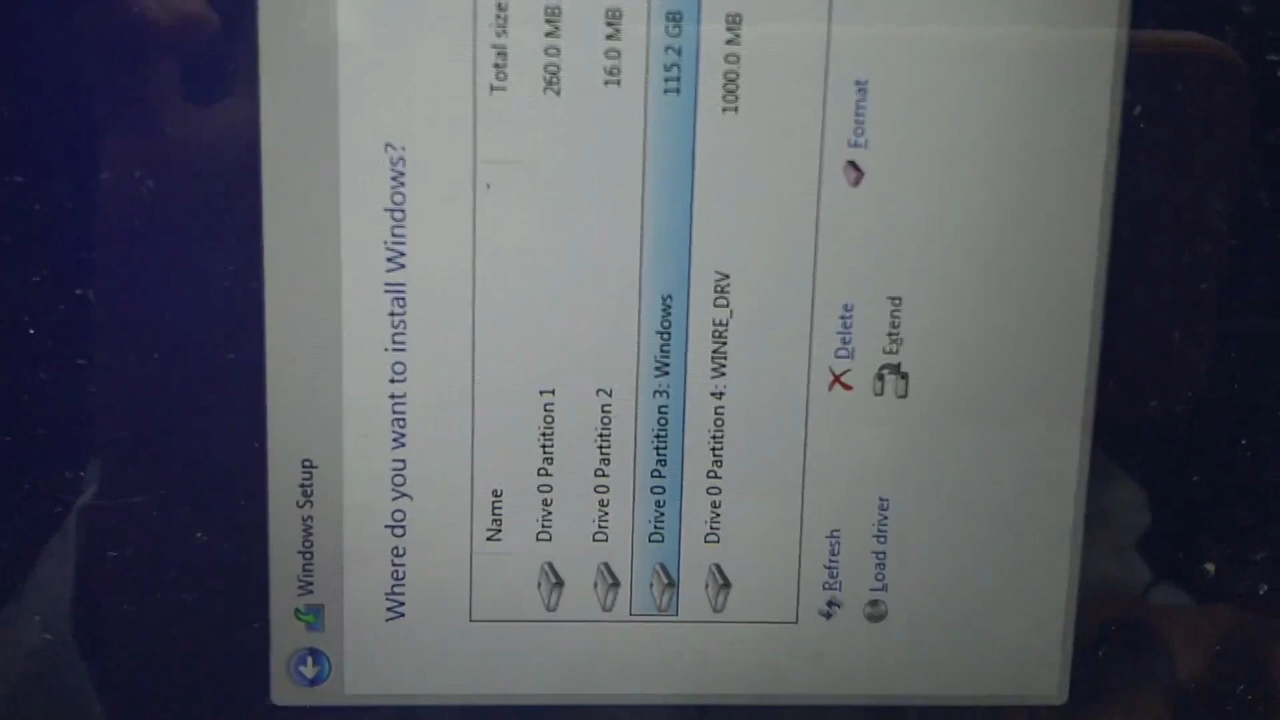 Windows Setup
Where do you want to install Windows?
Name Total size
Drive 0 Partition 1 260.0 MB
Drive 0 Partition 2 16.0 MB
Drive 0 Partition 3: Windows 115.2 GB
Drive 0 Partition 4: WINRE_DRV 1000.0 MB
Refresh Delete Format
Load driver Extend